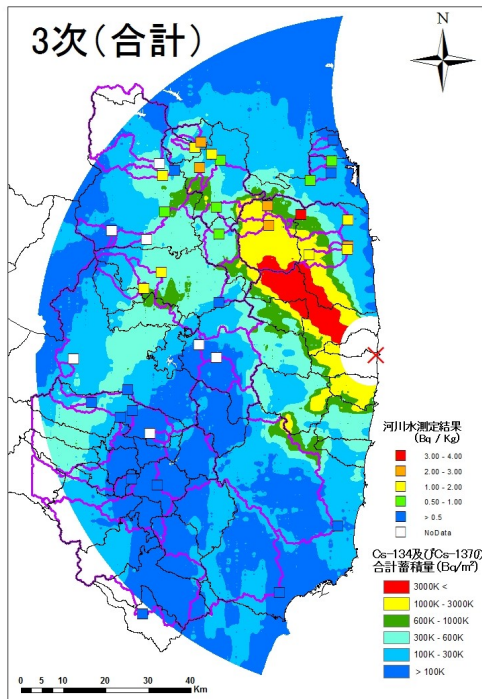 3次(合計)
N
河川水測定結果
(Bq / Kg)
3.00 - 4.00
2.00 - 3.00
1.00 - 2.00
0.50 - 1.00
> 0.5
NoData
Cs-134及びCs-137の
合計蓄積量(Bq/m²)
3000K <
1000K - 3000K
600K - 1000K
300K - 600K
100K - 300K
> 100K
0 5 10 20 30 40
Km